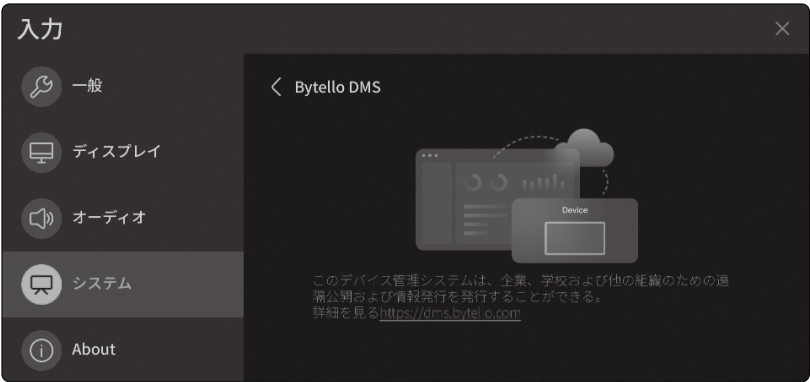 入力
一般
Bytello DMS
ディスプレイ
オーディオ
Device
システム
このデバイス管理システムは、企業、学校および他の組織のための遠
隔公開および情報発行を発行することができる。
詳細を見るhttps://dms.bytello.com
About